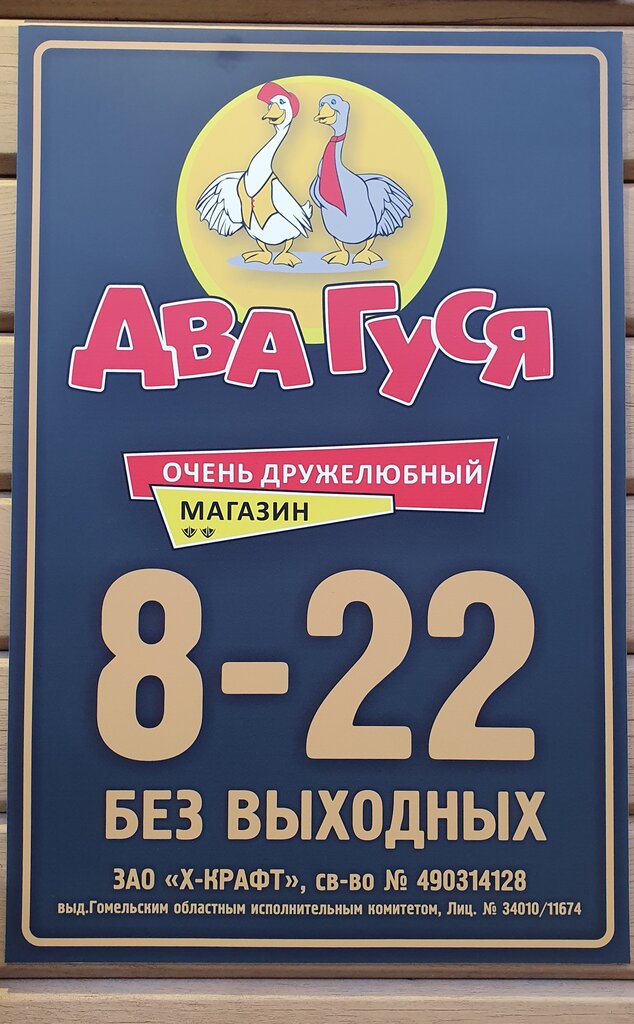 ДВА ГУСЯ
ОЧЕНЬ ДРУЖЕЛЮБНЫЙ
МАГАЗИН
8-22
БЕЗ ВЫХОДНЫХ
ЗАО «Х-КРАФТ», св-во № 490314128
выд.Гомельским областным исполнительным комитетом, Лиц. № 34010/11674